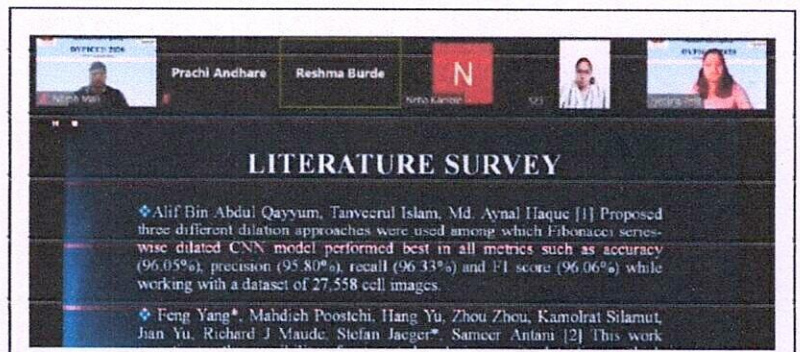 Prachi Andhare
Reshma Burde
N
LITERATURE SURVEY
❖Alif Bin Abdul Qayyum, Tanveerul Islam, Md. Aynal Haque [1] Proposed
three different dilation approaches were used among which Fibonacci series-
wise dilated CNN model performed best in all metrics such as accuracy
(96.05%), precision (95.80%), recall (96.33%) and F1 score (96.06%) while
working with a dataset of 27,558 cell images.
❖ Feng Yang*, Mahdieh Poostchi, Hang Yu, Zhou Zhou, Kamolrat Silamut,
Jian Yu, Richard J Maude, Stefan Jaeger*, Sameer Antani [2] This work